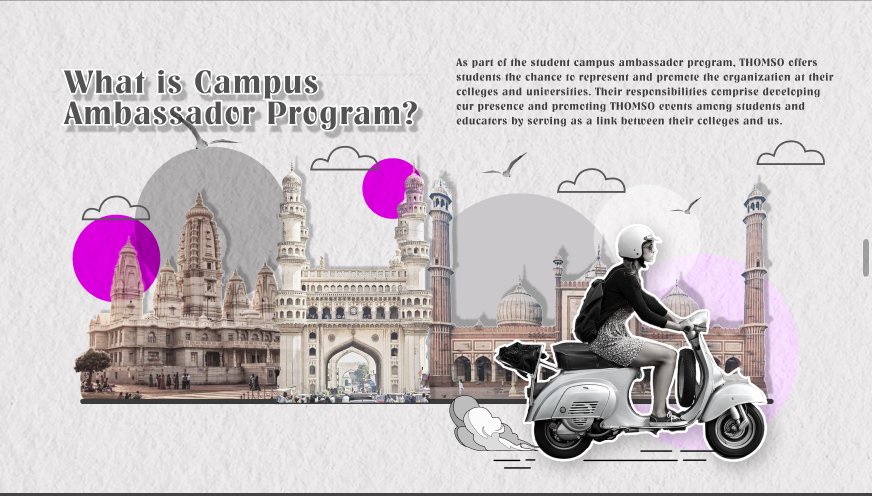 What is Campus
Ambassador Program?
As part of the student campus ambassador program, THOMSO offers
students the chance to represent and promote the organization at their
colleges and universities. Their responsibilities comprise developing
our presence and promoting THOMSO events among students and
educators by serving as a link between their colleges and us.